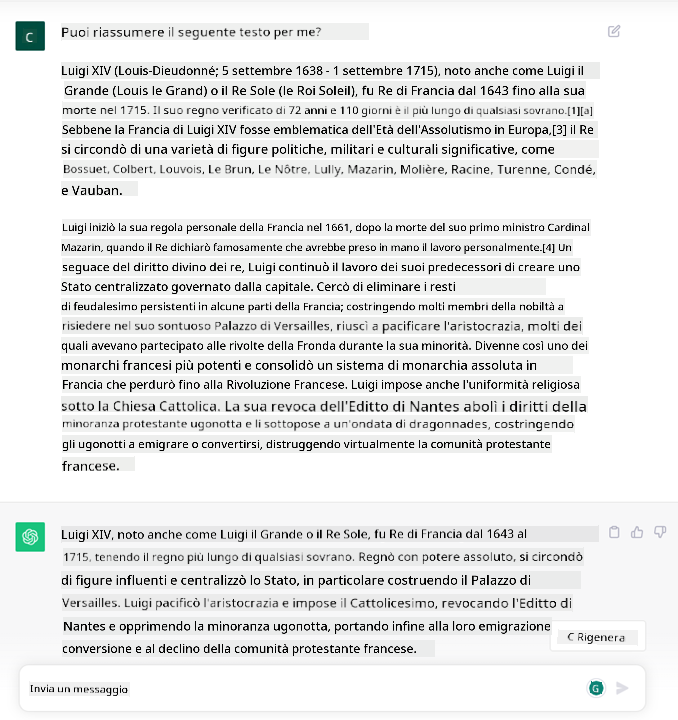 C
Puoi riassumere il seguente testo per me?
Luigi XIV (Louis-Dieudonné; 5 settembre 1638 - 1 settembre 1715), noto anche come Luigi il
Grande (Louis le Grand) o il Re Sole (le Roi Soleil), fu Re di Francia dal 1643 fino alla sua
morte nel 1715. Il suo regno verificato di 72 anni e 110 giorni è il più lungo di qualsiasi sovrano.[1][a]
Sebbene la Francia di Luigi XIV fosse emblematica dell'Età dell'Assolutismo in Europa,[3] il Re
si circondò di una varietà di figure politiche, militari e culturali significative, come
Bossuet, Colbert, Louvois, Le Brun, Le Nôtre, Lully, Mazarin, Molière, Racine, Turenne, Condé,
e Vauban.
Luigi iniziò la sua regola personale della Francia nel 1661, dopo la morte del suo primo ministro Cardinal
Mazarin, quando il Re dichiarò famosamente che avrebbe preso in mano il lavoro personalmente.[4] Un
seguace del diritto divino dei re, Luigi continuò il lavoro dei suoi predecessori di creare uno
Stato centralizzato governato dalla capitale. Cercò di eliminare i resti
di feudalesimo persistenti in alcune parti della Francia; costringendo molti membri della nobiltà a
risiedere nel suo sontuoso Palazzo di Versailles, riuscì a pacificare l'aristocrazia, molti dei
quali avevano partecipato alle rivolte della Fronda durante la sua minorità. Divenne così uno dei
monarchi francesi più potenti e consolidò un sistema di monarchia assoluta in
Francia che perdurò fino alla Rivoluzione Francese. Luigi impose anche l'uniformità religiosa
sotto la Chiesa Cattolica. La sua revoca dell'Editto di Nantes abolì i diritti della
minoranza protestante ugonotta e li sottopose a un'ondata di dragonnades, costringendo
gli ugonotti a emigrare o convertirsi, distruggendo virtualmente la comunità protestante
francese.
Luigi XIV, noto anche come Luigi il Grande o il Re Sole, fu Re di Francia dal 1643 al
1715, tenendo il regno più lungo di qualsiasi sovrano. Regnò con potere assoluto, si circondò
di figure influenti e centralizzò lo Stato, in particolare costruendo il Palazzo di
Versailles. Luigi pacificò l'aristocrazia e impose il Cattolicesimo, revocando l'Editto di
Nantes e opprimendo la minoranza ugonotta, portando infine alla loro emigrazione
conversione e al declino della comunità protestante francese.
C Rigenera
Invia un messaggio
G